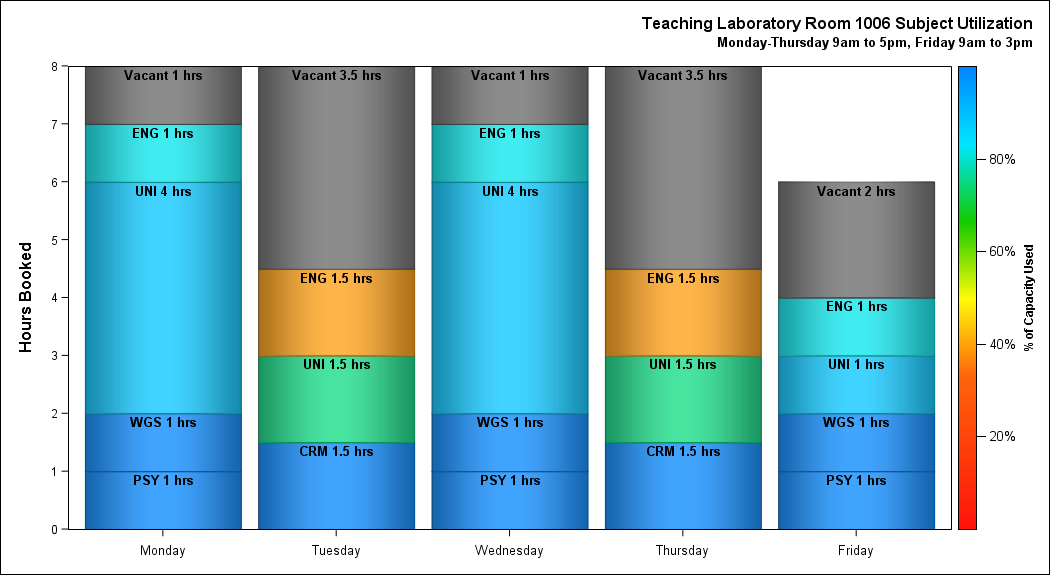 Teaching Laboratory Room 1006 Subject Utilization
Monday-Thursday 9am to 5pm, Friday 9am to 3pm
Hours Booked
8
7
6
5
4
3
2
1
0
Vacant 1 hrs
ENG 1 hrs
UNI 4 hrs
WGS 1 hrs
PSY 1 hrs
Monday
Vacant 3.5 hrs
ENG 1.5 hrs
UNI 1.5 hrs
CRM 1.5 hrs
Tuesday
Vacant 1 hrs
ENG 1 hrs
UNI 4 hrs
WGS 1 hrs
PSY 1 hrs
Wednesday
Vacant 3.5 hrs
ENG 1.5 hrs
UNI 1.5 hrs
CRM 1.5 hrs
Thursday
Vacant 2 hrs
ENG 1 hrs
UNI 1 hrs
WGS 1 hrs
PSY 1 hrs
Friday
80%
60%
40%
20%
% of Capacity Used